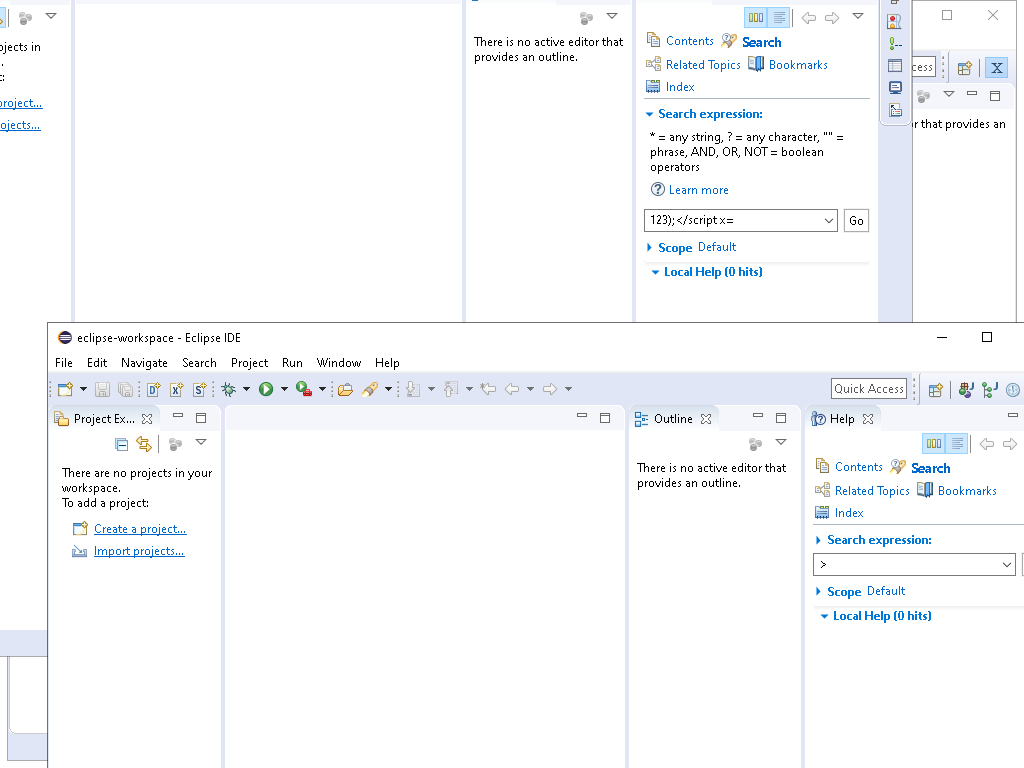 ojects in
.
t:
project...
ojects...
There is no active editor that
provides an outline.
Contents
Search
Related Topics
Bookmarks
Index
Search expression:
* = any string, ? = any character, "" =
phrase, AND, OR, NOT = boolean
operators
Learn more
123);</script x=
Go
Scope Default
Local Help (0 hits)
cess
X
r that provides an
eclipse-workspace - Eclipse IDE
File Edit Navigate Search Project Run Window Help
Quick Access
Project Ex...
There are no projects in your
workspace.
To add a project:
Create a project...
Import projects...
Outline
There is no active editor that
provides an outline.
Help
Contents
Search
Related Topics
Bookmarks
Index
Search expression:
>
Scope Default
Local Help (0 hits)